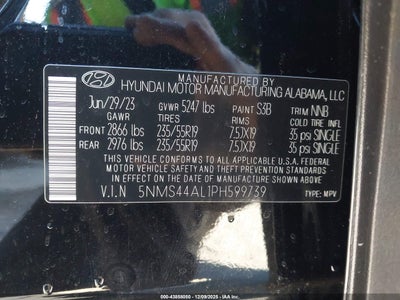 MANUFACTURED BY
HYUNDAI MOTOR MANUFACTURING ALABAMA, LLC
Jun/29/23 GVWR 5247 lbs PAINT S3B TRIM NNB
GAWR TIRES RIMS COLD TIRE INFL
FRONT 2866 lbs 235/55R19 7.5JX19 35 psi SINGLE
REAR 2976 lbs 235/55R19 7.5JX19 35 psi SINGLE
THIS VEHICLE CONFORMS TO ALL APPLICABLE U.S. FEDERAL
MOTOR VEHICLE SAFETY, BUMPER, AND THEFT PREVENTION
STANDARDS IN EFFECT ON THE DATE OF MANUFACTURE SHOWN ABOVE.
V.I.N 5NMS44AL1PH599739 TYPE: MPV
000-43858050 - 12/09/2025 - IAA Inc.